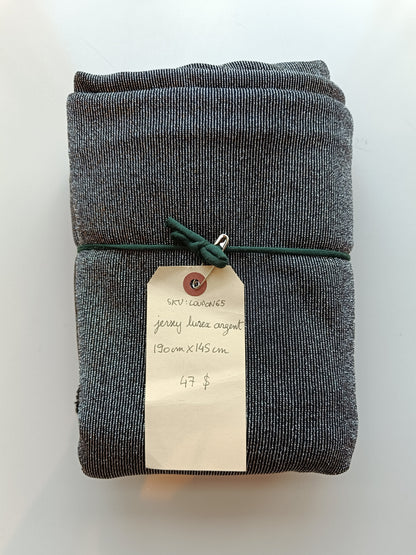 SKU: COUPON65
jersey lurex argent
190cm x 145cm
47 $